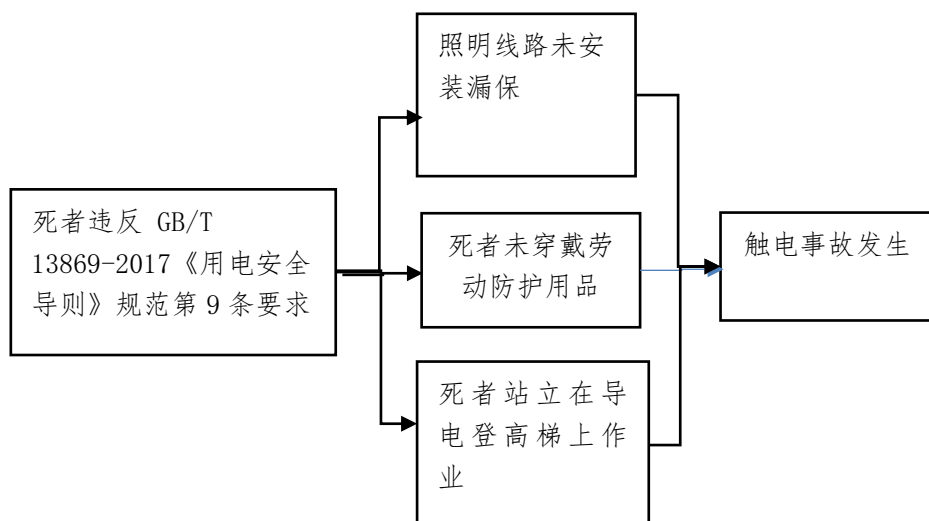 照明线路未安
装漏保
死者违反 GB/T
13869-2017《用电安全
导则》规范第 9 条要求
死者未穿戴劳
动防护用品
触电事故发生
死者站立在导
电登高梯上作
业